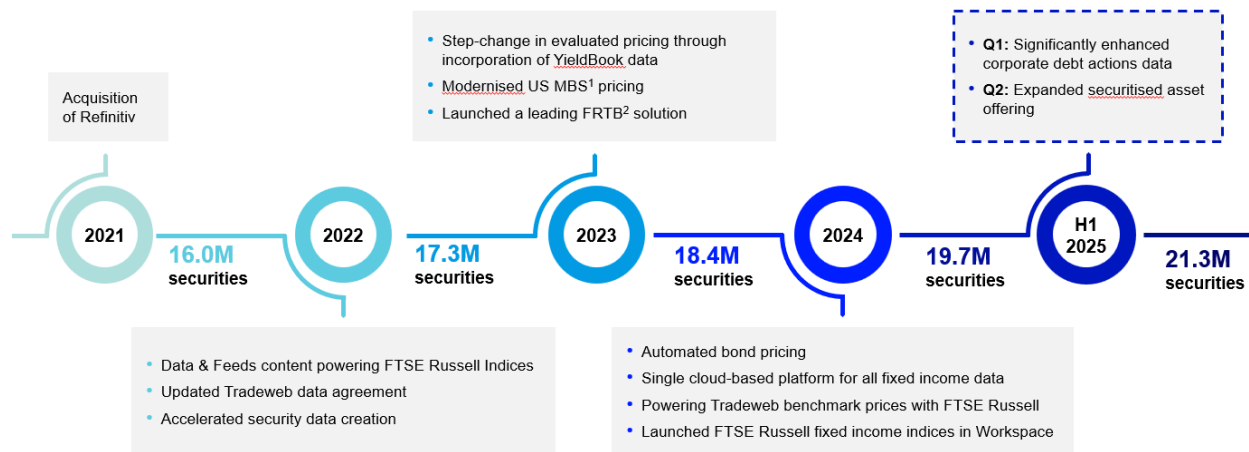 Acquisition
of Refinitiv
• Step-change in evaluated pricing through
incorporation of YieldBook data
• Modernised US MBS¹ pricing
• Launched a leading FRTB² solution
• Q1: Significantly enhanced
corporate debt actions data
• Q2: Expanded securitised asset
offering
2021
16.0M
securities
2022
17.3M
securities
2023
18.4M
securities
2024
19.7M
securities
H1
2025
21.3M
securities
• Data & Feeds content powering FTSE Russell Indices
• Updated Tradeweb data agreement
• Accelerated security data creation
• Automated bond pricing
• Single cloud-based platform for all fixed income data
• Powering Tradeweb benchmark prices with FTSE Russell
• Launched FTSE Russell fixed income indices in Workspace